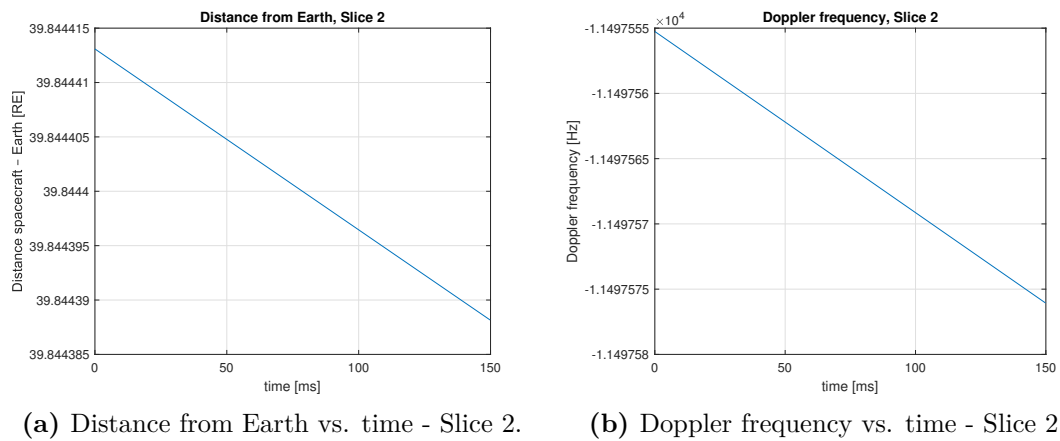 Distance from Earth, Slice 2
39.844415
39.84441
39.844405
39.8444
39.844395
39.84439
39.844385
Distance spacecraft – Earth [RE]
0 50 100 150
time [ms]
(a) Distance from Earth vs. time - Slice 2.
Doppler frequency, Slice 2
×10⁴
-1.1497555
-1.149756
-1.1497565
-1.149757
-1.1497575
-1.149758
Doppler frequency [Hz]
0 50 100 150
time [ms]
(b) Doppler frequency vs. time - Slice 2